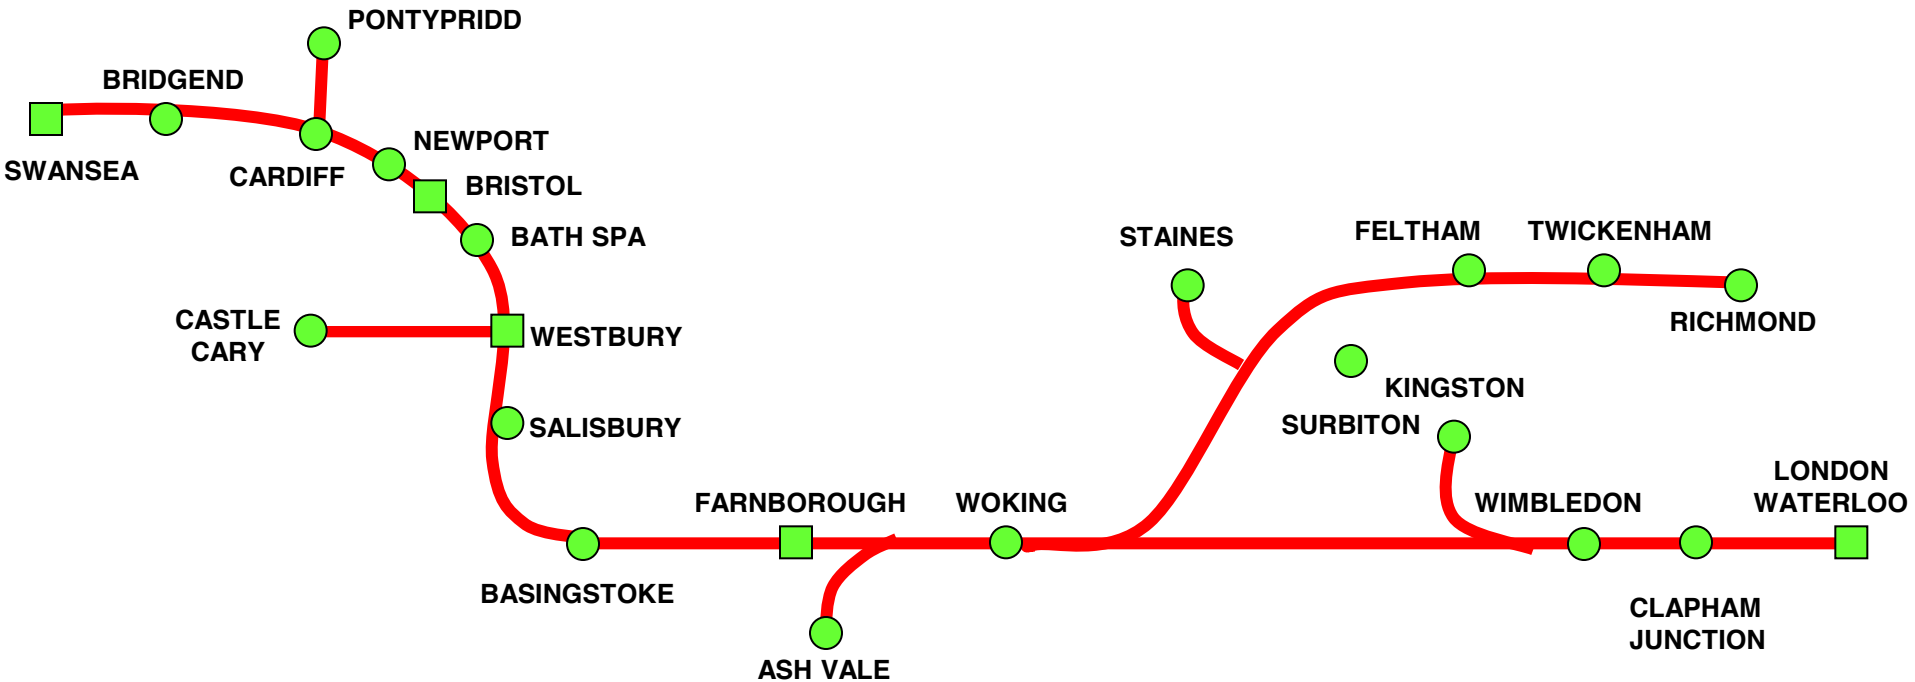 PONTYPRIDD
BRIDGEND
NEWPORT
SWANSEA
CARDIFF
BRISTOL
BATH SPA
STAINES
FELTHAM
TWICKENHAM
CASTLE
CARY
WESTBURY
RICHMOND
KINGSTON
SURBITON
SALISBURY
LONDON
WATERLOO
FARNBOROUGH
WOKING
WIMBLEDON
BASINGSTOKE
CLAPHAM
JUNCTION
ASH VALE